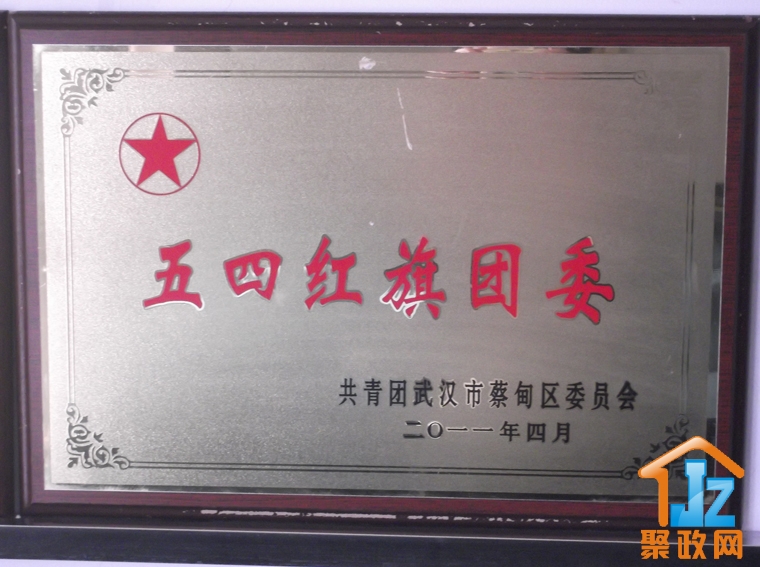 五四红旗团委
共青团武汉市蔡甸区委员会
二〇一一年四月
JZ
聚政网